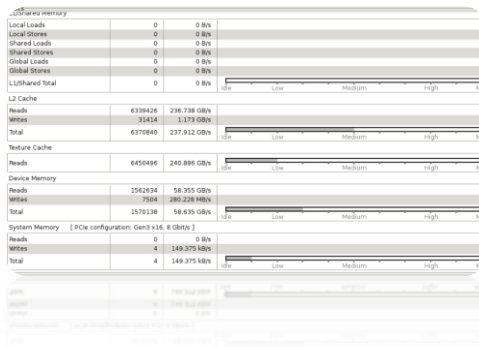 L1/Shared Memory
Local Loads 0 0 B/s
Local Stores 0 0 B/s
Shared Loads 0 0 B/s
Shared Stores 0 0 B/s
Global Loads 0 0 B/s
Global Stores 0 0 B/s
L1/Shared Total 0 0 B/s
Idle Low Medium High
L2 Cache
Reads 6339426 236.738 GB/s
Writes 31414 1.173 GB/s
Total 6370840 237.912 GB/s
Idle Low Medium High
Texture Cache
Reads 6450496 240.886 GB/s
Idle Low Medium High
Device Memory
Reads 1562634 58.355 GB/s
Writes 7504 280.228 MB/s
Total 1570138 58.635 GB/s
Idle Low Medium High
System Memory [ PCIe configuration: Gen3 x16, 8 Gbit/s ]
Reads 0 0 B/s
Writes 4 149.375 kB/s
Total 4 149.375 kB/s
Idle Low Medium High